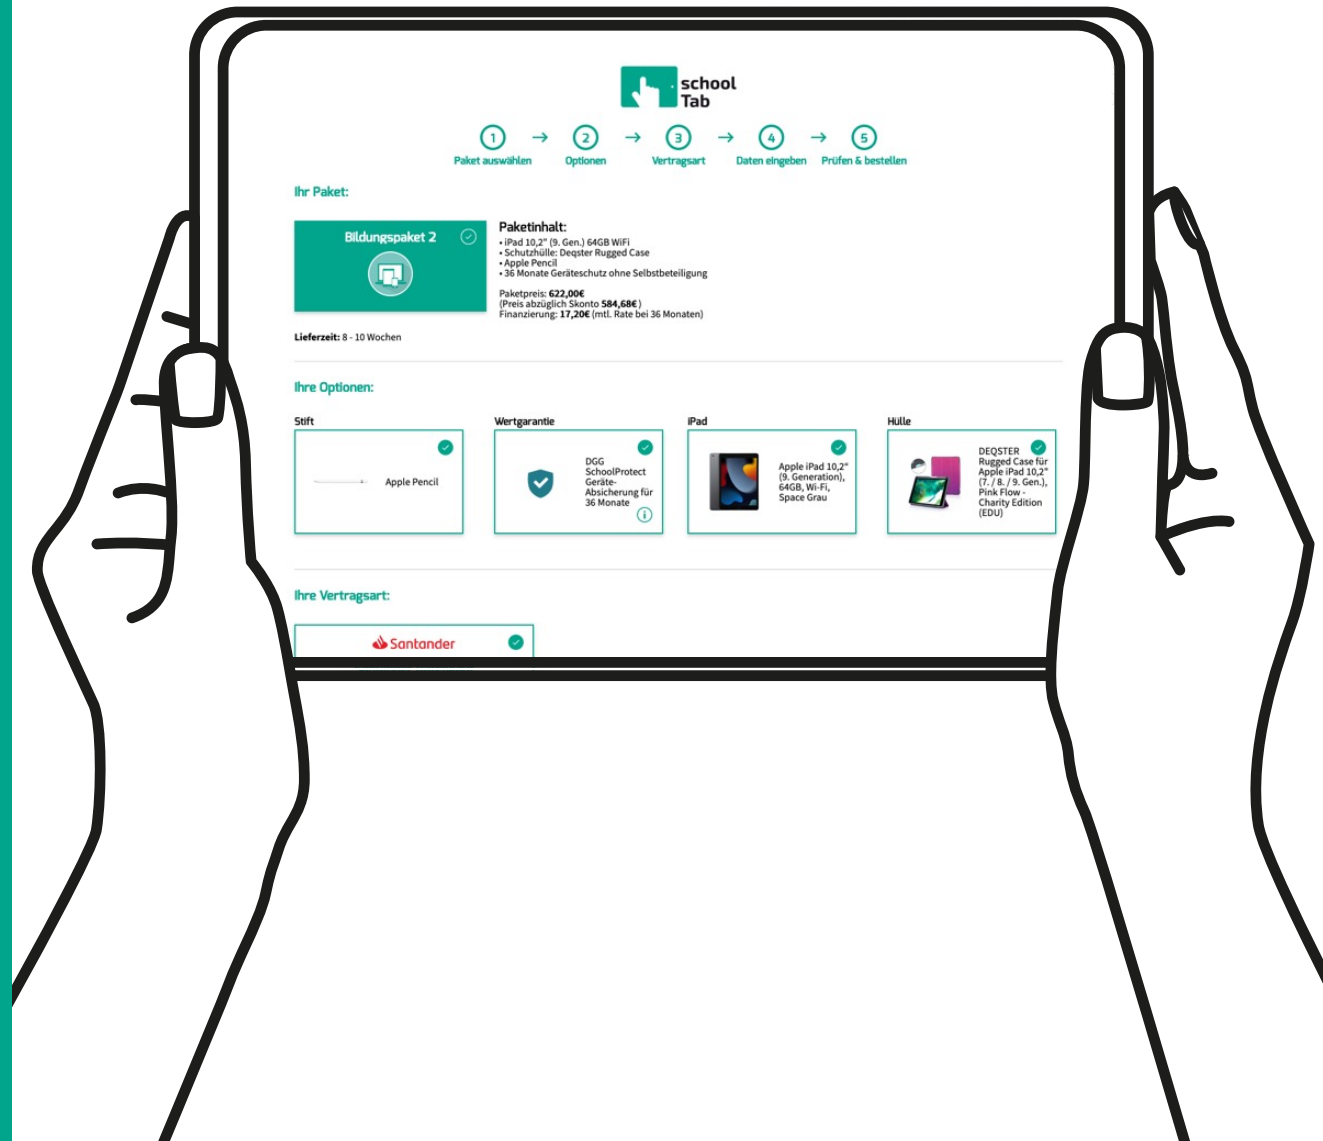 school
Tab
1 → 2 → 3 → 4 → 5
Paket auswählen Optionen Vertragsart Daten eingeben Prüfen & bestellen
Ihr Paket:
Bildungspaket 2
Paketinhalt:
• iPad 10,2" (9. Gen.) 64GB WiFi
• Schutzhülle: Deqster Rugged Case
• Apple Pencil
• 36 Monate Geräteschutz ohne Selbstbeteiligung
Paketpreis: 622,00€
(Preis abzüglich Skonto 584,68€ )
Finanzierung: 17,20€ (mtl. Rate bei 36 Monaten)
Lieferzeit: 8 - 10 Wochen
Ihre Optionen:
Stift
Apple Pencil
Wertgarantie
DGG
SchoolProtect
Geräte-
Absicherung für
36 Monate
i
iPad
Apple iPad 10,2"
(9. Generation),
64GB, Wi-Fi,
Space Grau
Hülle
DEQSTER
Rugged Case für
Apple iPad 10,2"
(7. / 8. / 9. Gen.),
Pink Flow -
Charity Edition
(EDU)
Ihre Vertragsart:
Santander